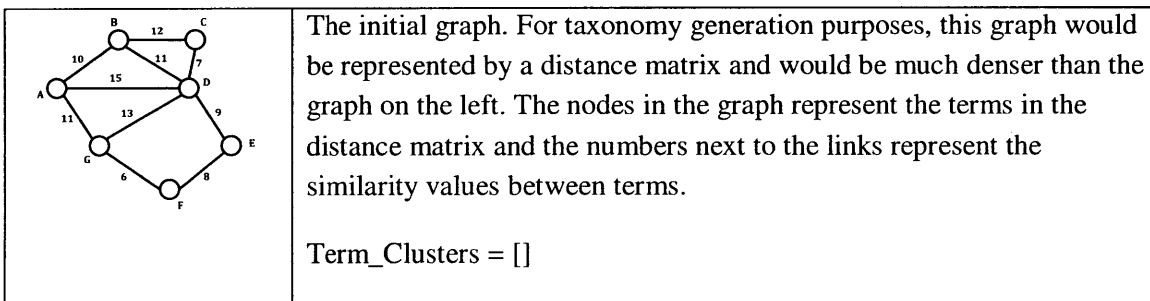 B 12 C
10 11 7
15
A D
11 13 9
G E
6 8
F
The initial graph. For taxonomy generation purposes, this graph would
be represented by a distance matrix and would be much denser than the
graph on the left. The nodes in the graph represent the terms in the
distance matrix and the numbers next to the links represent the
similarity values between terms.
Term_Clusters = []